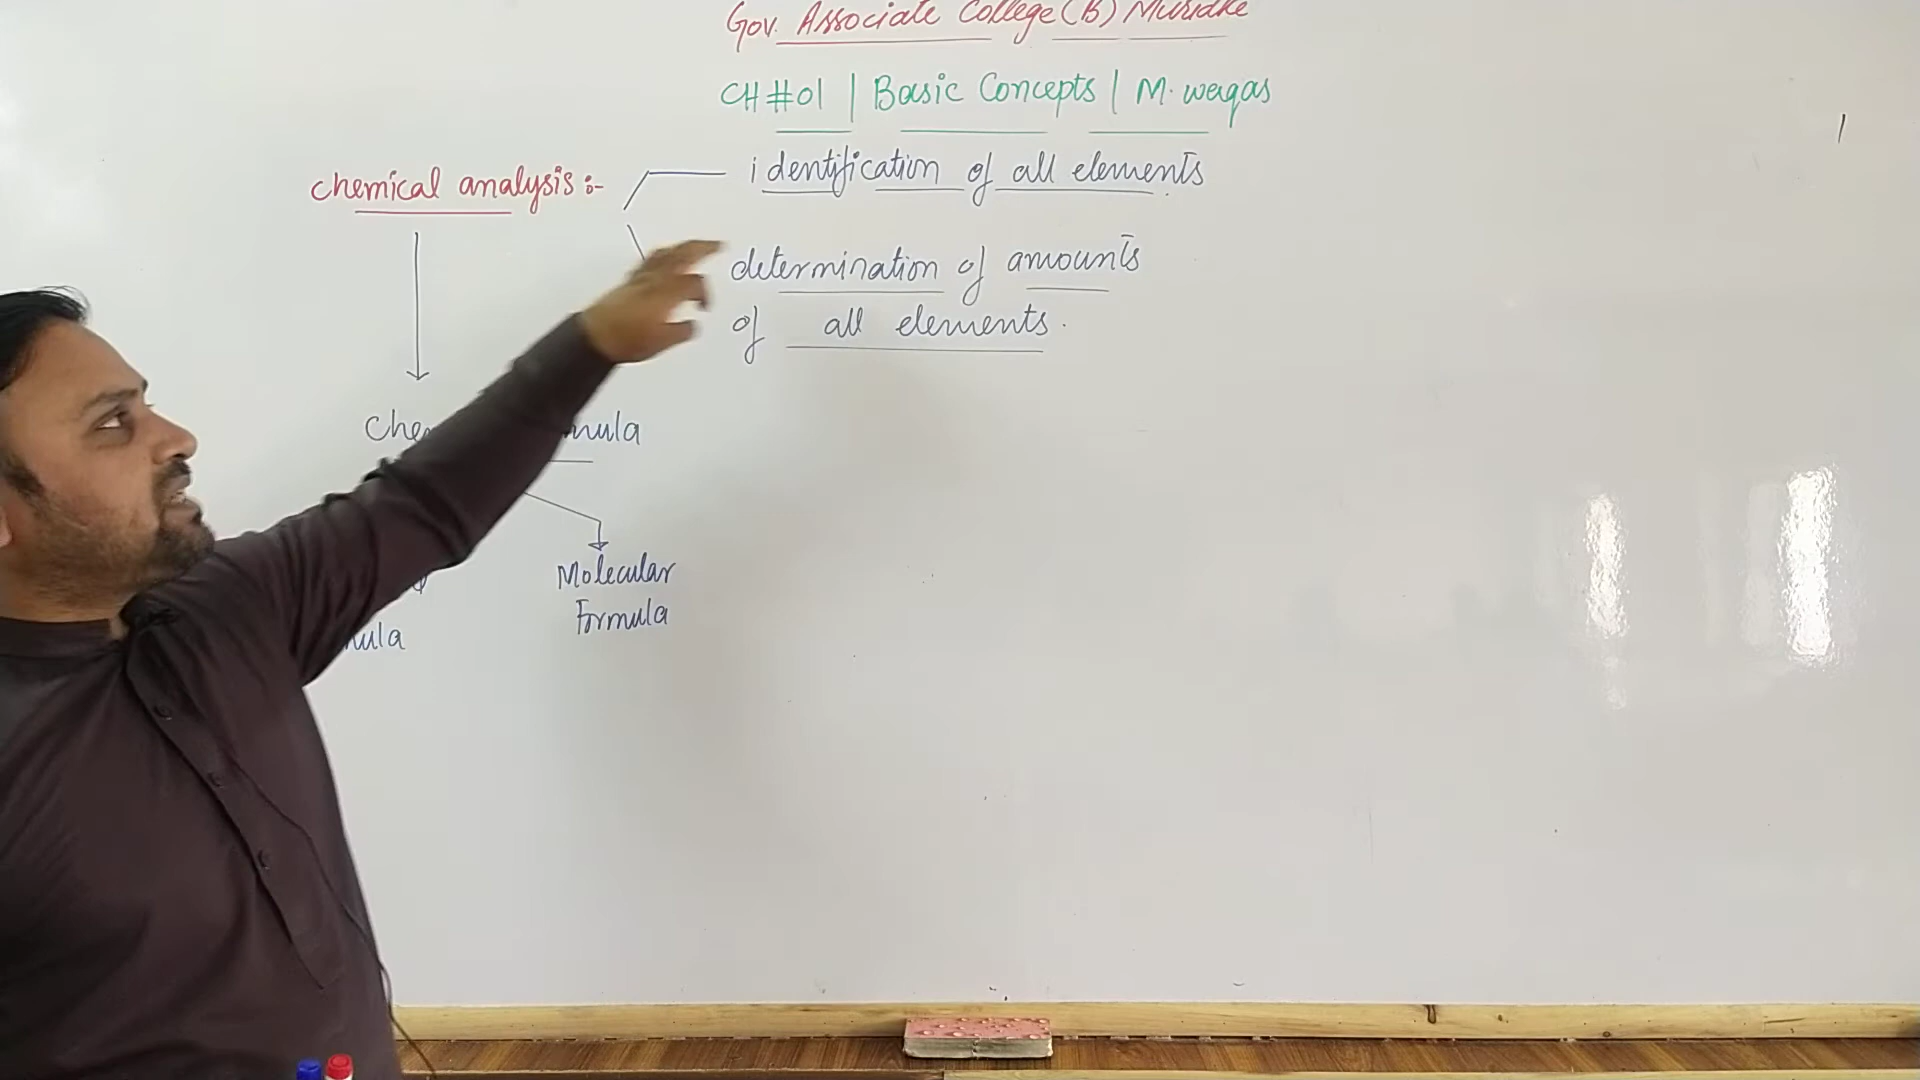 Gov. Associate College (B) Muridke
CH #01 | Basic Concepts | M. waqas
chemical analysis :-
identification of all elements
determination of amounts
of all elements.
Molecular
Formula